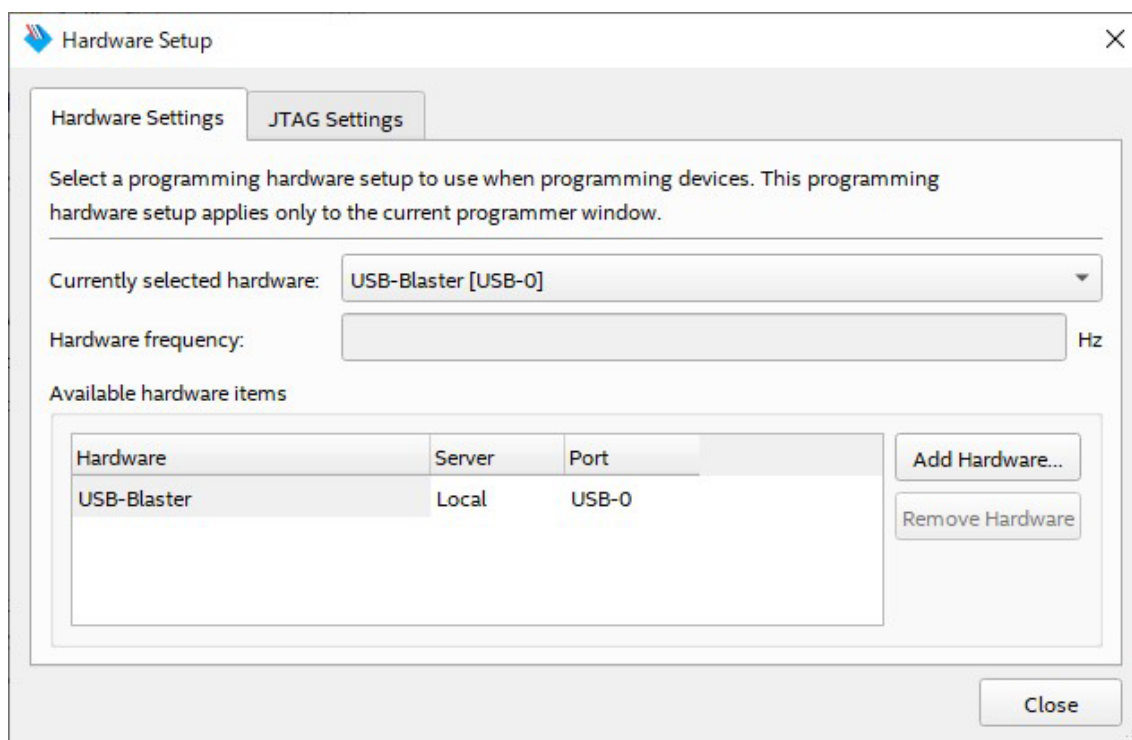 Hardware Setup
Hardware Settings JTAG Settings
Select a programming hardware setup to use when programming devices. This programming
hardware setup applies only to the current programmer window.
Currently selected hardware: USB-Blaster [USB-0]
Hardware frequency: Hz
Available hardware items
Hardware Server Port
Add Hardware...
USB-Blaster Local USB-0
Remove Hardware
Close